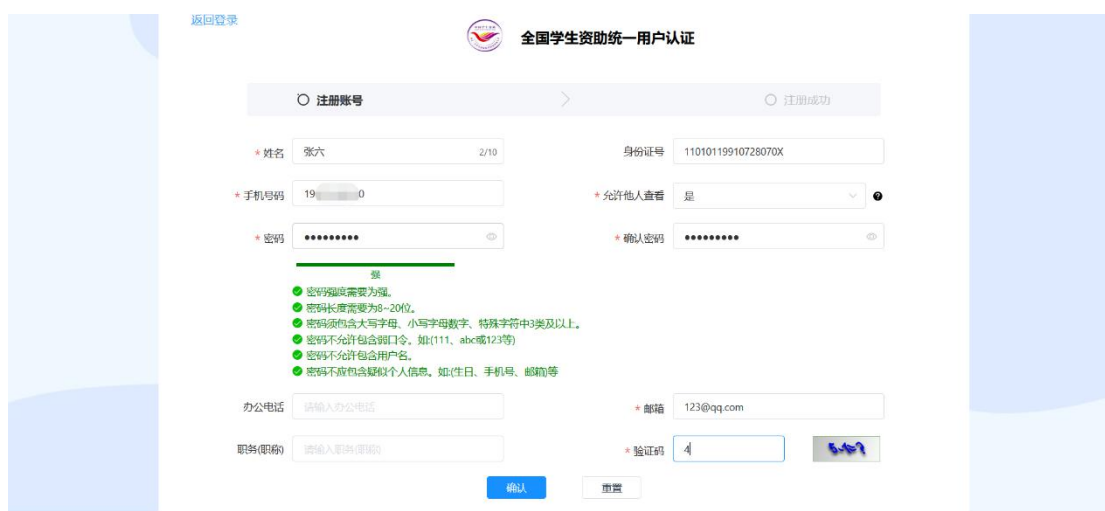 返回登录
全国学生资助统一用户认证
注册账号
注册成功
* 姓名 张六 2/10 身份证号 11010119910728070X
* 手机号码 19 0 * 允许他人查看 是
* 密码 ••••••••• * 确认密码 •••••••••
强
密码强度需要为强。
密码长度需要为8~20位。
密码须包含大写字母、小写字母数字、特殊字符中3类及以上。
密码不允许包含弱口令。如:(111、abc或123等)
密码不允许包含用户名。
密码不应包含疑似个人信息。如:(生日、手机号、邮箱)等
办公电话 请输入办公电话 * 邮箱 123@qq.com
职务(职称) 请输入职务(职称) * 验证码 4
确认 重置